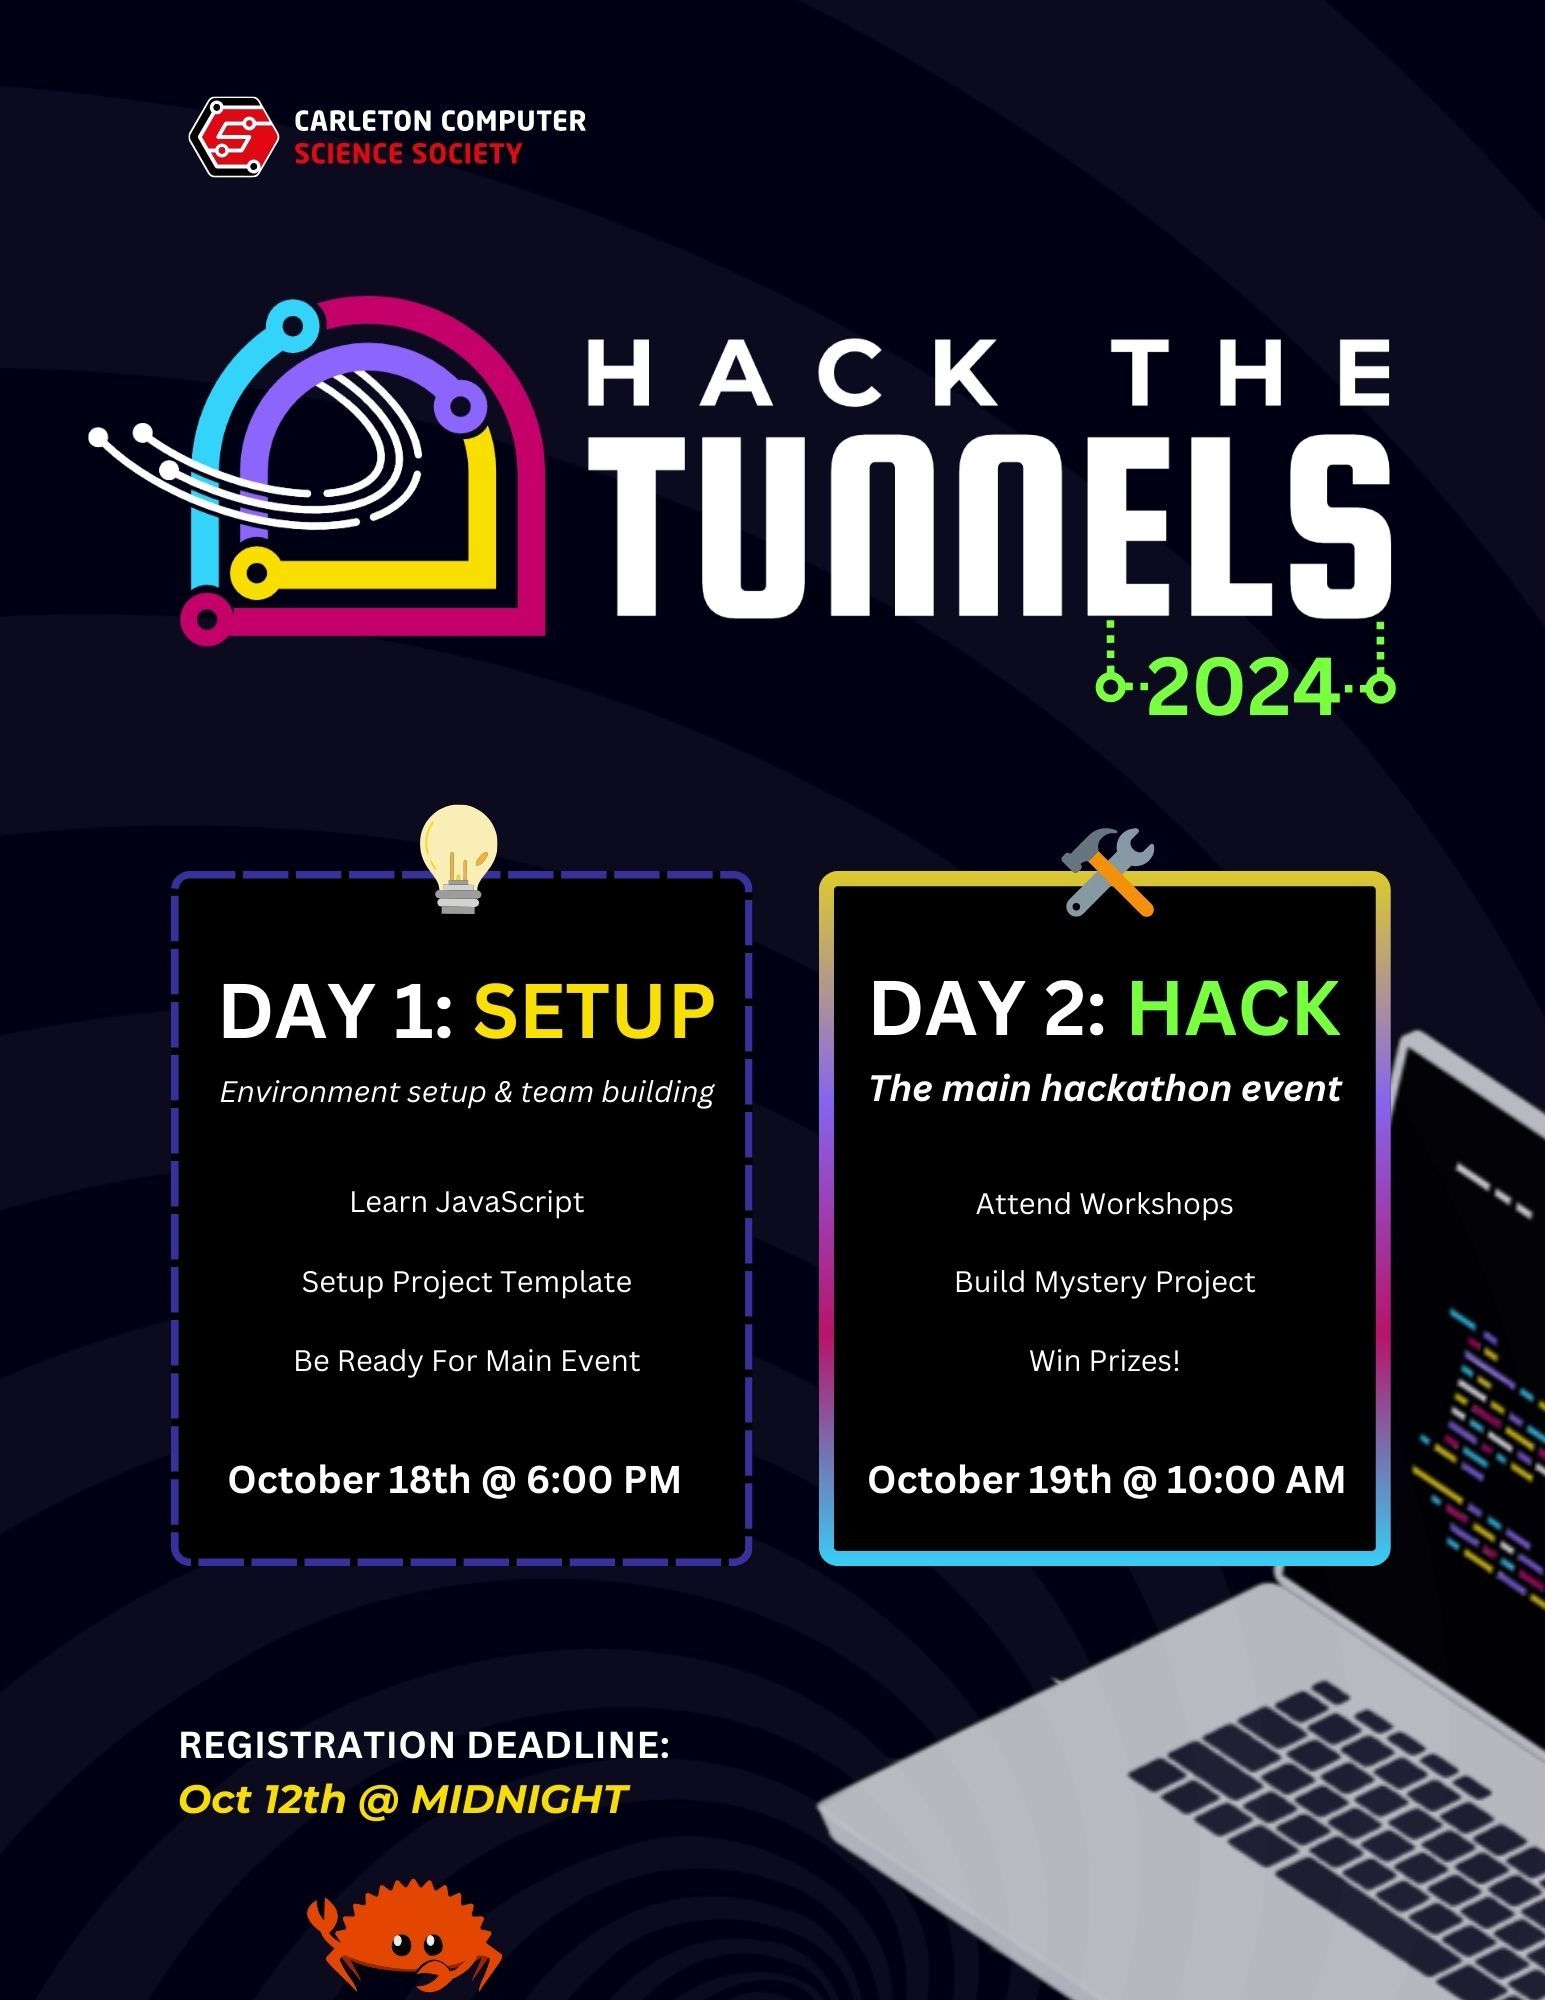 CARLETON COMPUTER
SCIENCE SOCIETY
HACK THE
TUNNELS
2024
DAY 1: SETUP
Environment setup & team building
Learn JavaScript
Setup Project Template
Be Ready For Main Event
October 18th @ 6:00 PM
DAY 2: HACK
The main hackathon event
Attend Workshops
Build Mystery Project
Win Prizes!
October 19th @ 10:00 AM
REGISTRATION DEADLINE:
Oct 12th @ MIDNIGHT